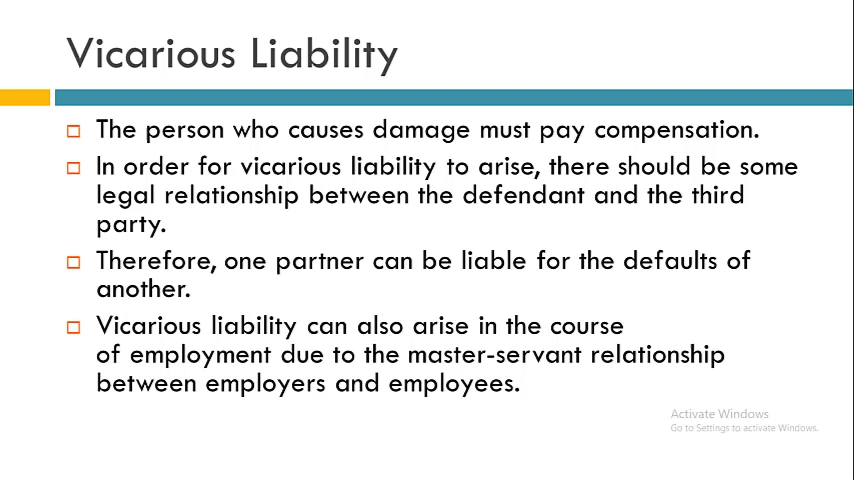 Vicarious Liability
The person who causes damage must pay compensation.
In order for vicarious liability to arise, there should be some
legal relationship between the defendant and the third
party.
Therefore, one partner can be liable for the defaults of
another.
Vicarious liability can also arise in the course
of employment due to the master-servant relationship
between employers and employees.
Activate Windows
Go to Settings to activate Windows.